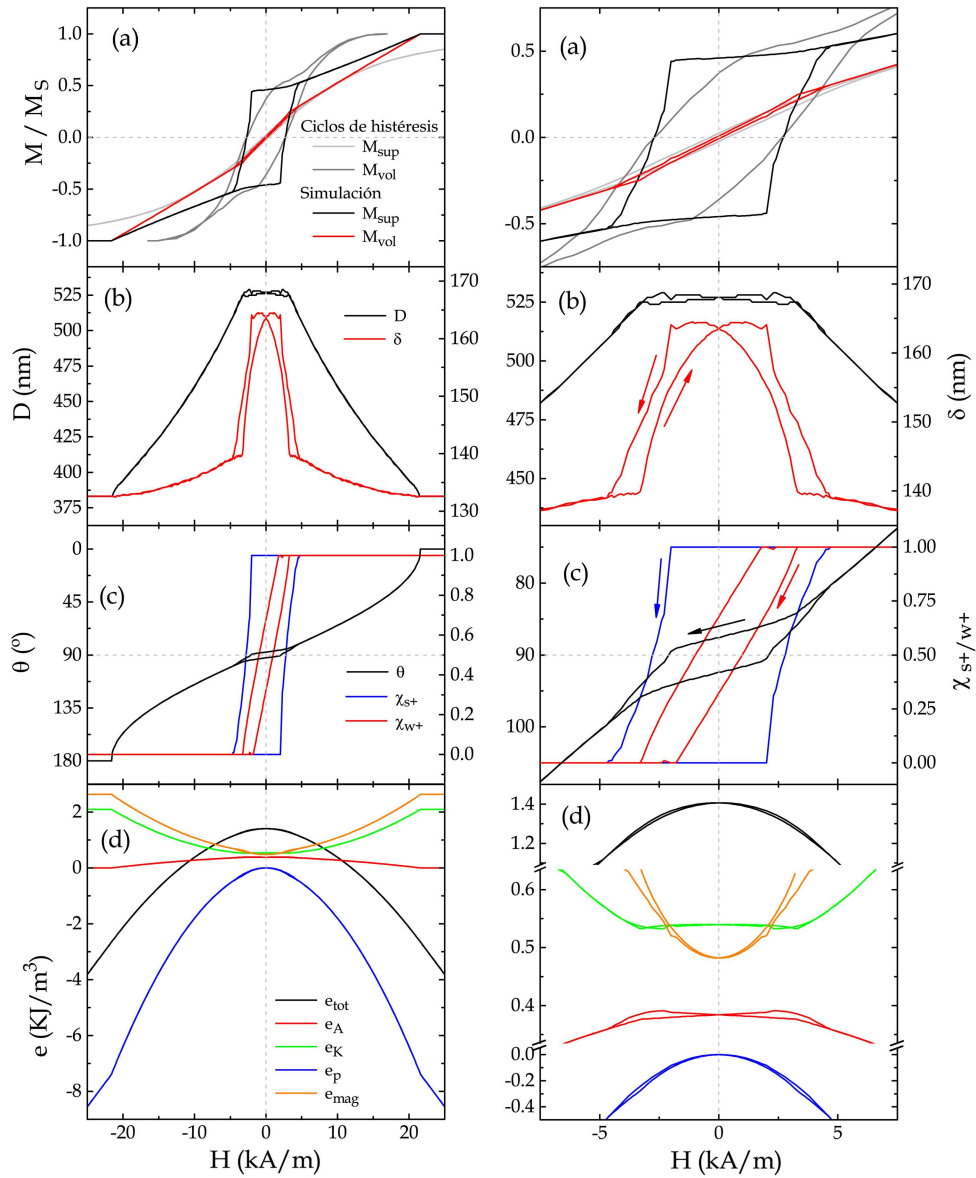 (a)
1.0
0.5
0.0
-0.5
-1.0
M / M_S
Ciclos de histéresis
M_sup
M_vol
Simulación
M_sup
M_vol
(b)
525
500
475
450
425
400
375
D (nm)
D
δ
170
160
150
140
130
(c)
0
45
90
135
180
θ (º)
θ
χ_s+
χ_w+
1.0
0.8
0.6
0.4
0.2
0.0
(d)
2
0
-2
-4
-6
-8
e (KJ/m³)
e_tot
e_A
e_K
e_p
e_mag
-20 -10 0 10 20
H (kA/m)
(a)
0.5
0.0
-0.5
(b)
525
500
475
450
170
160
150
140
δ (nm)
(c)
80
90
100
1.00
0.75
0.50
0.25
0.00
χ_s+/w+
(d)
1.4
1.2
0.6
0.5
0.4
0.0
-0.2
-0.4
-5 0 5
H (kA/m)